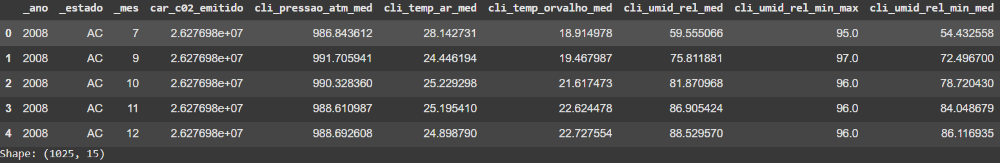 _ano _estado _mes car_c02_emitido cli_pressao_atm_med cli_temp_ar_med cli_temp_orvalho_med cli_umid_rel_med cli_umid_rel_min_max cli_umid_rel_min_med
0 2008 AC 7 2.627698e+07 986.843612 28.142731 18.914978 59.555066 95.0 54.432558
1 2008 AC 9 2.627698e+07 991.705941 24.446194 19.467987 75.811881 97.0 72.496700
2 2008 AC 10 2.627698e+07 990.328360 25.229298 21.617473 81.870968 96.0 78.720430
3 2008 AC 11 2.627698e+07 988.610987 25.195410 22.624478 86.905424 96.0 84.048679
4 2008 AC 12 2.627698e+07 988.692608 24.898790 22.727554 88.529570 96.0 86.116935
Shape: (1025, 15)